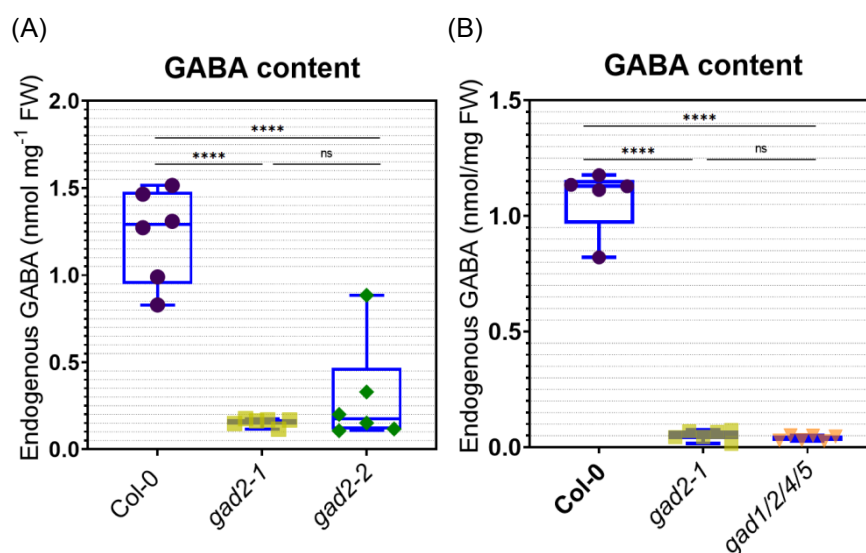 (A)
GABA content
Endogenous GABA (nmol mg⁻¹ FW)
2.0
1.5
1.0
0.5
0.0
****
****
ns
Col-0
gad2-1
gad2-2
(B)
GABA content
Endogenous GABA (nmol/mg FW)
1.5
1.0
0.5
0.0
****
****
ns
Col-0
gad2-1
gad1/2/4/5